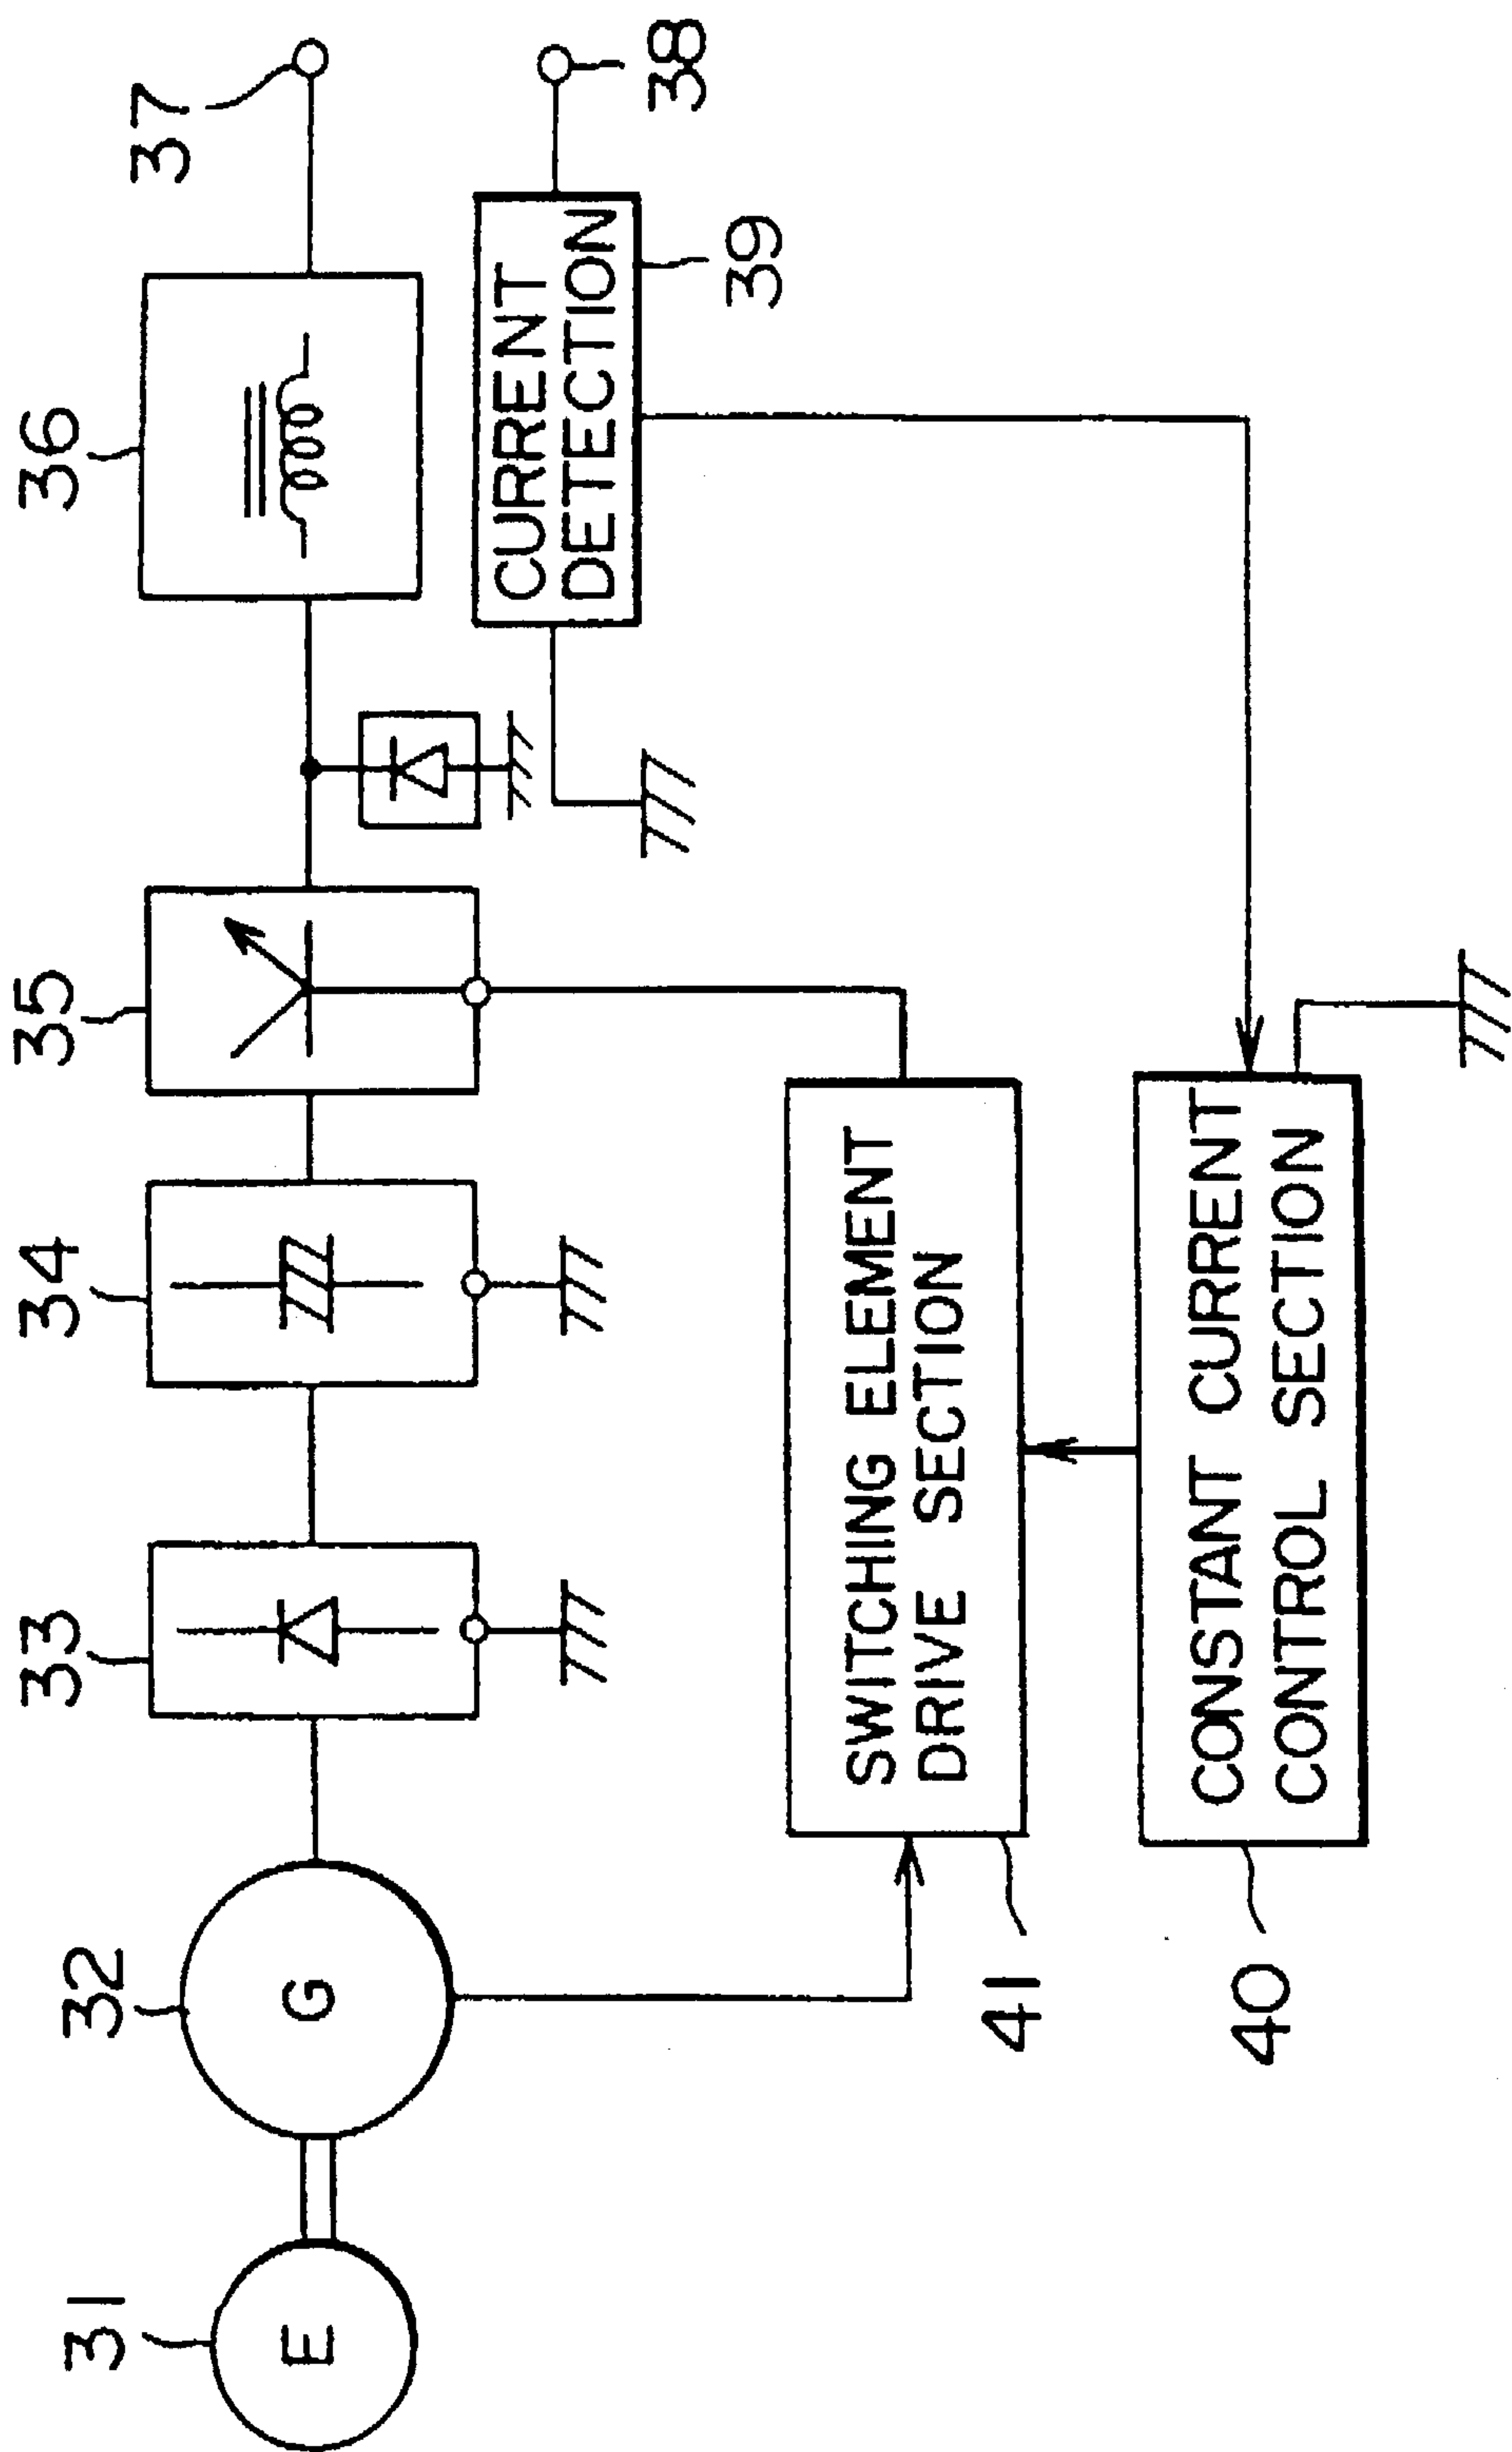 31
E
32
G
33
34
35
36
37
38
CURRENT
DETECTION
39
SWITCHING ELEMENT
DRIVE SECTION
41
CONSTANT CURRENT
CONTROL SECTION
40